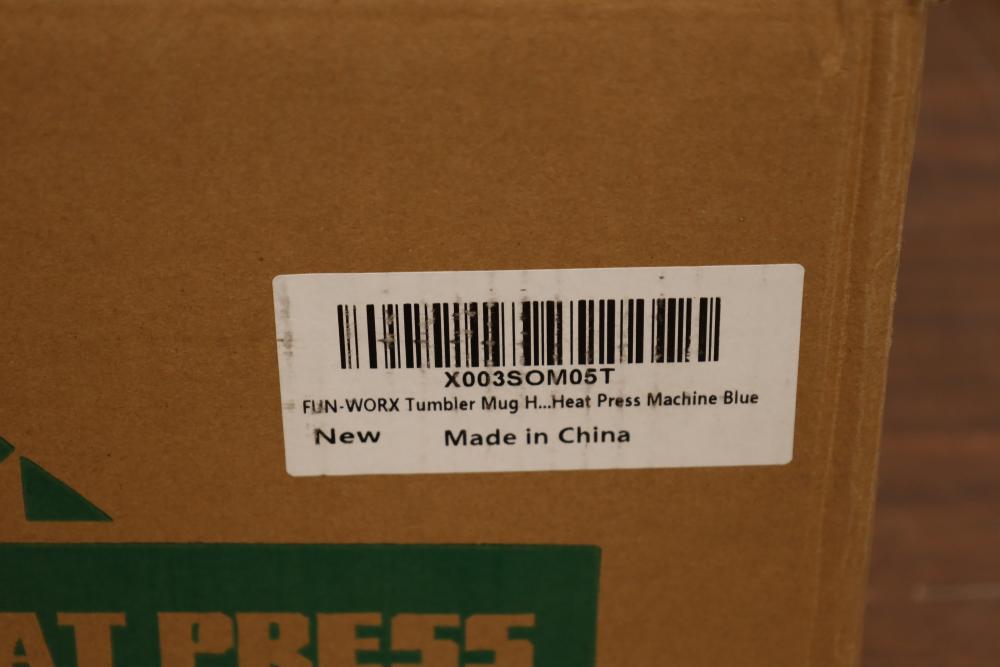 X003SOM05T
FUN-WORX Tumbler Mug H...Heat Press Machine Blue
New Made in China
AT PRESS